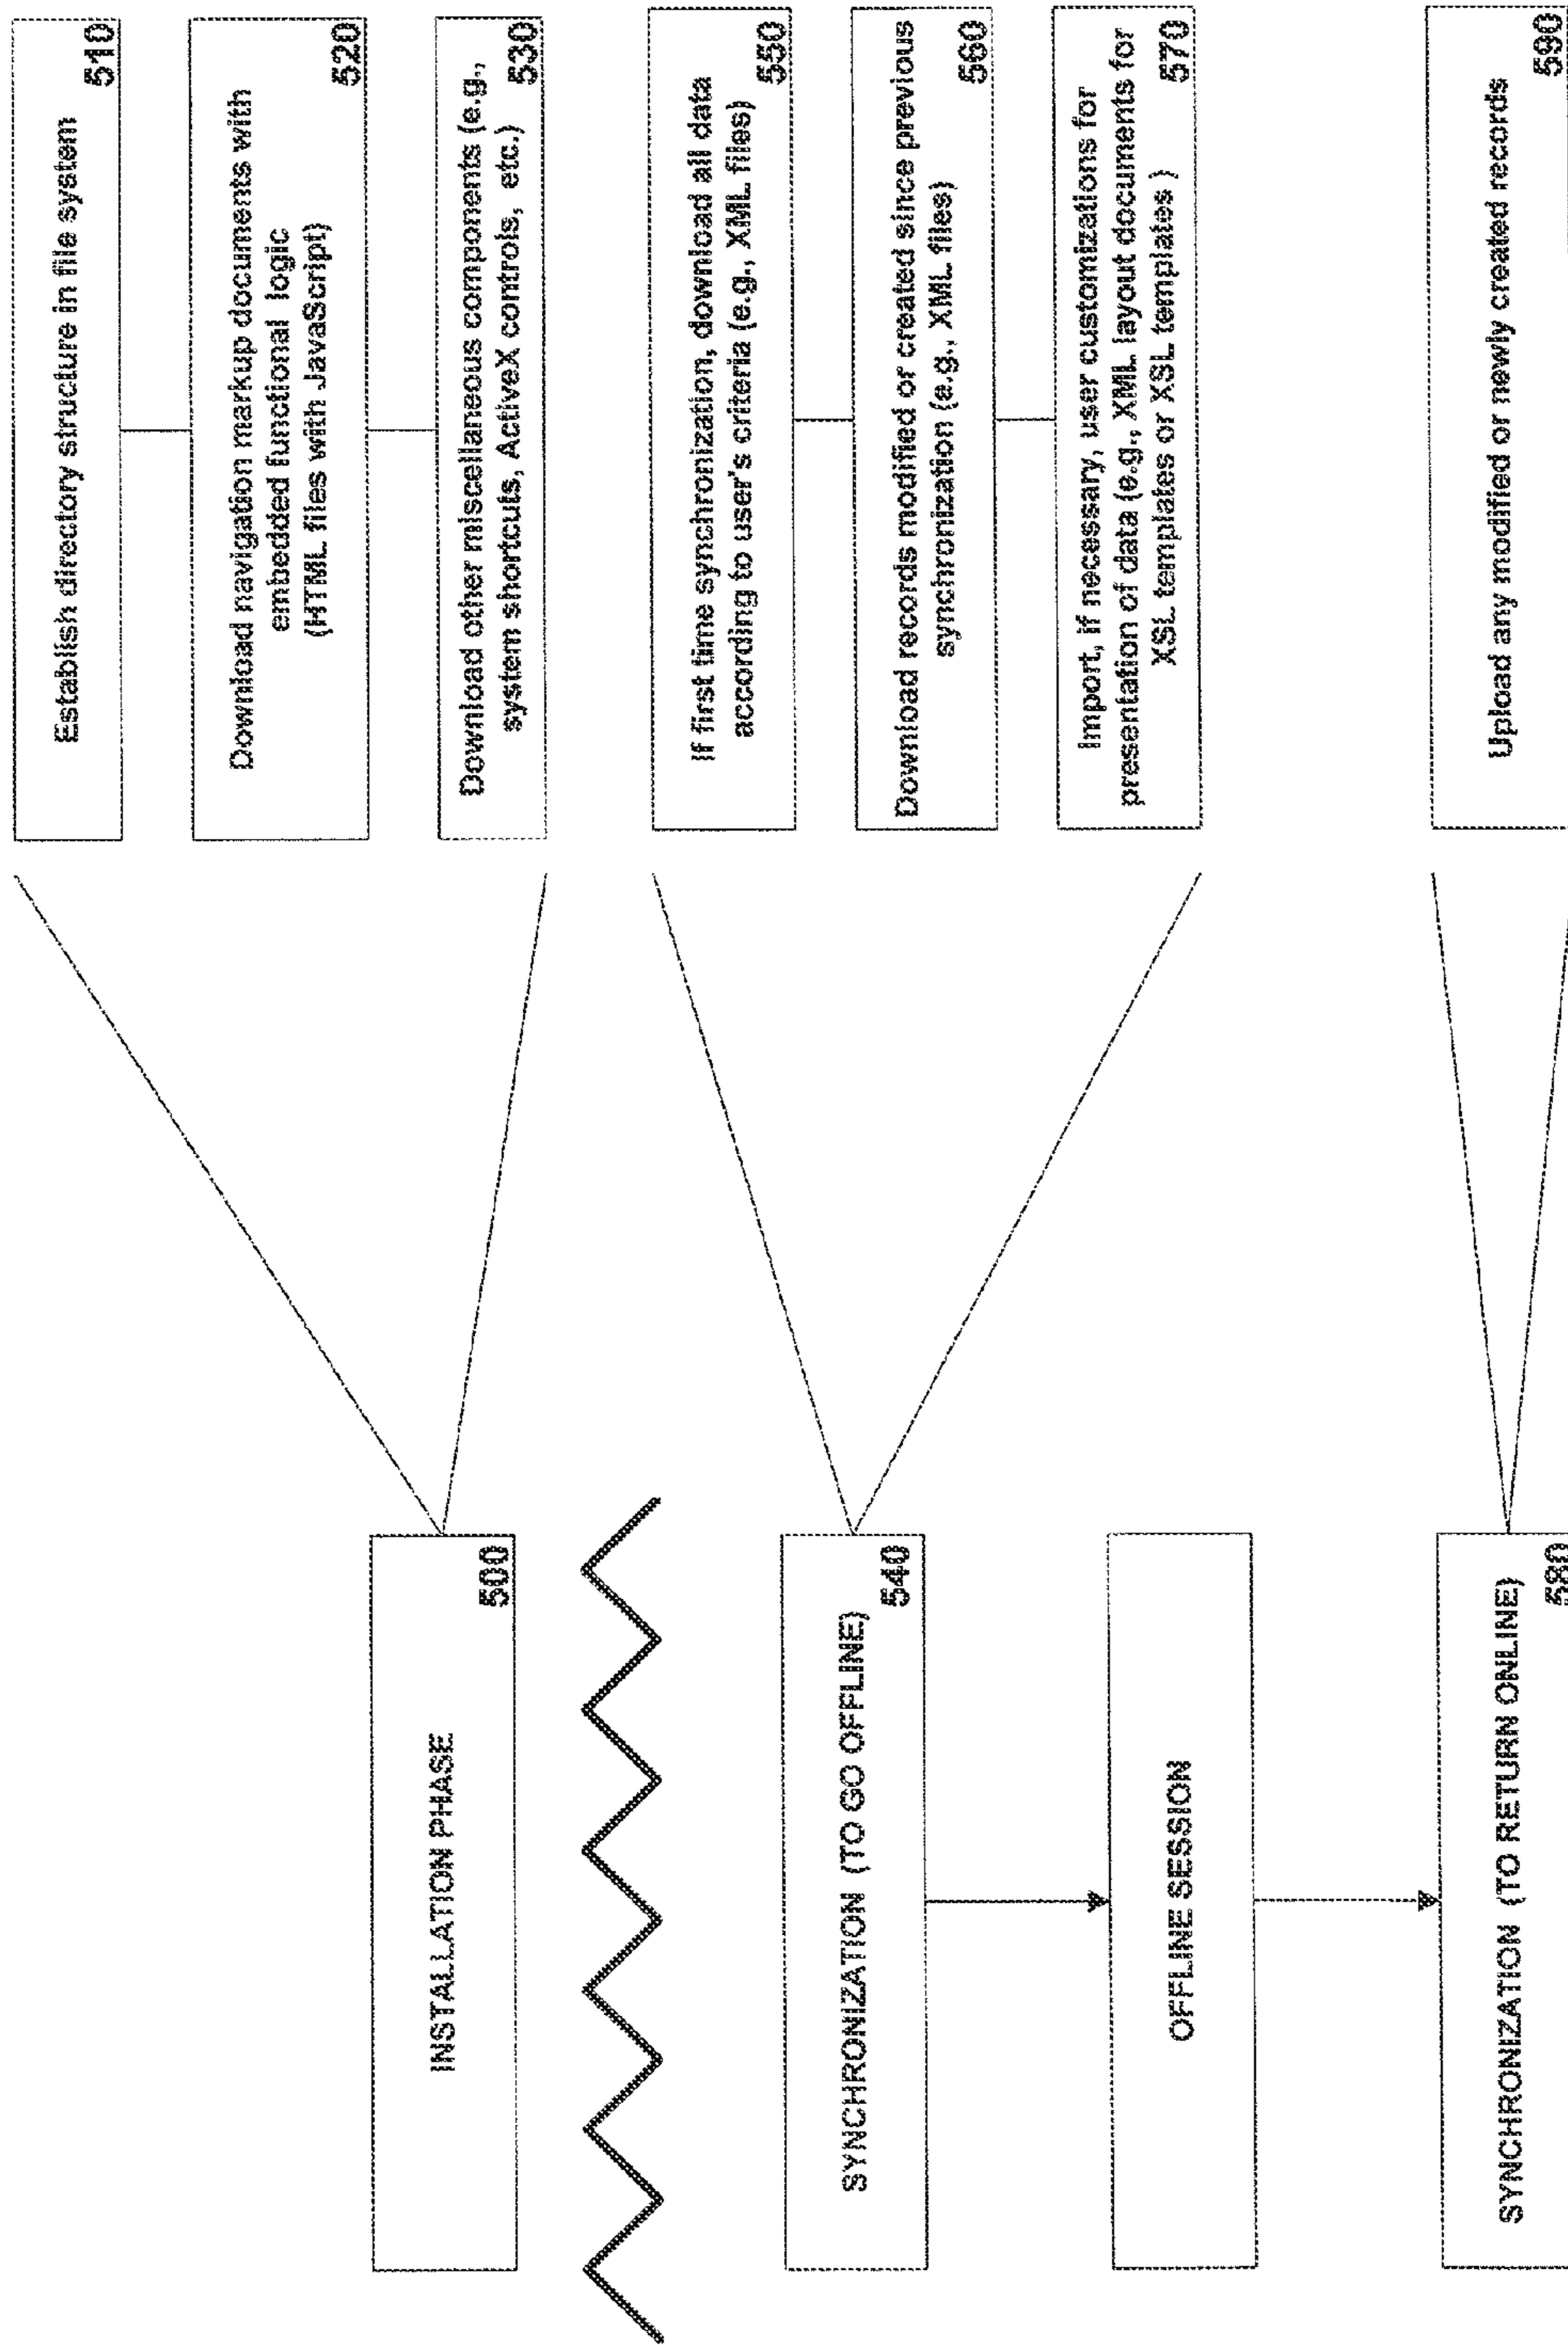 INSTALLATION PHASE
500
Establish directory structure in file system
510
Download navigation markup documents with
embedded functional logic
(HTML files with JavaScript)
520
Download other miscellaneous components (e.g.,
system shortcuts, ActiveX controls, etc.)
530
SYNCHRONIZATION (TO GO OFFLINE)
540
If first time synchronization, download all data
according to user's criteria (e.g., XML files)
550
Download records modified or created since previous
synchronization (e.g., XML files)
560
Import, if necessary, user customizations for
presentation of data (e.g., XML layout documents for
XSL templates or XSL templates )
570
OFFLINE SESSION
SYNCHRONIZATION (TO RETURN ONLINE)
580
Upload any modified or newly created records
590